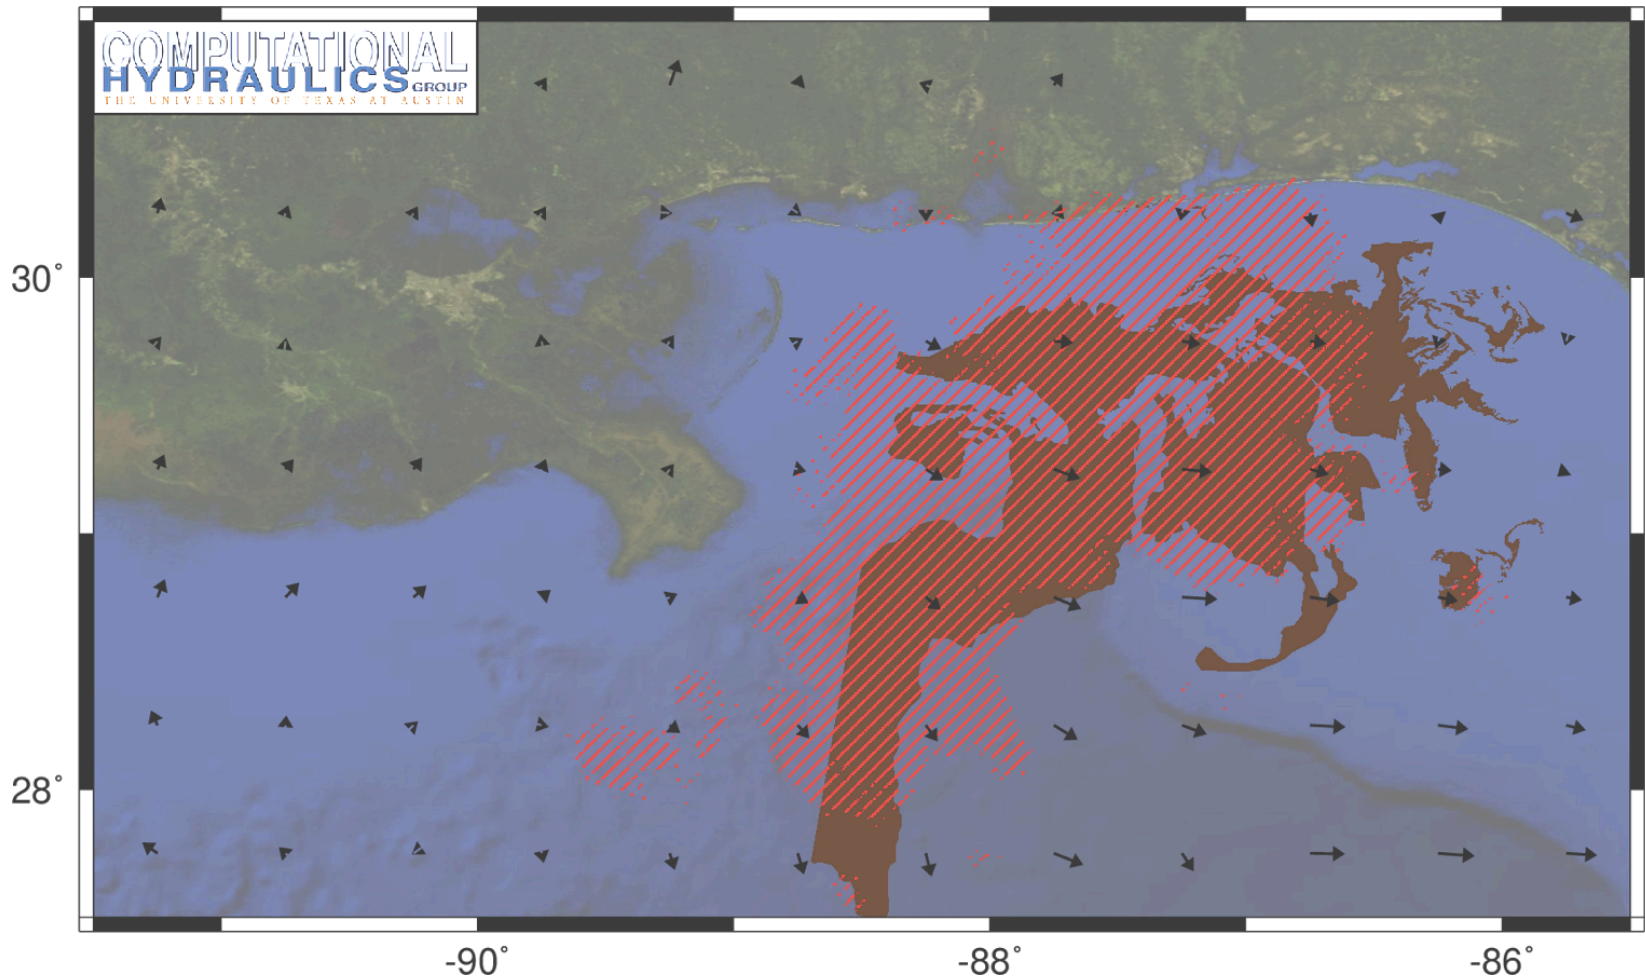 COMPUTATIONAL
HYDRAULICS GROUP
THE UNIVERSITY OF TEXAS AT AUSTIN
30°
28°
-90°
-88°
-86°